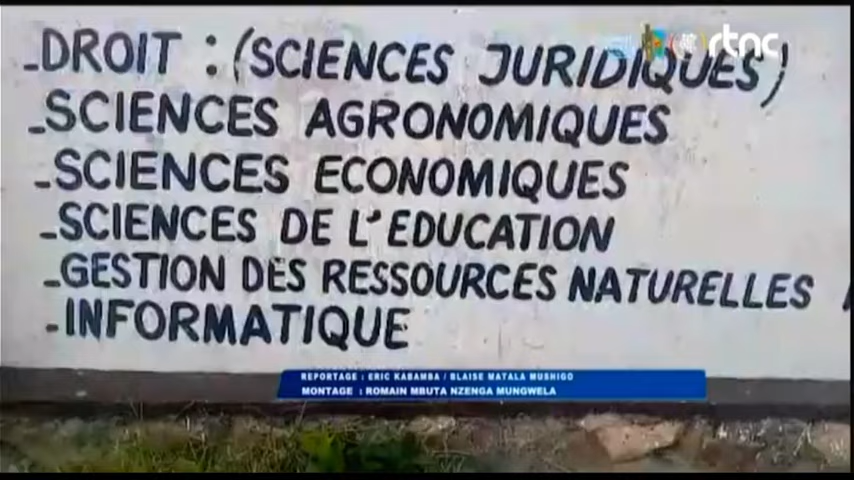 rtnc
-DROIT : (SCIENCES JURIDIQUES)
-SCIENCES AGRONOMIQUES
-SCIENCES ECONOMIQUES
-SCIENCES DE L'EDUCATION
-GESTION DES RESSOURCES NATURELLES
-INFORMATIQUE
REPORTAGE : ERIC KABAMBA / BLAISE MATALA MUSHIGO
MONTAGE : ROMAIN MBUTA NZENGA MUNGWELA